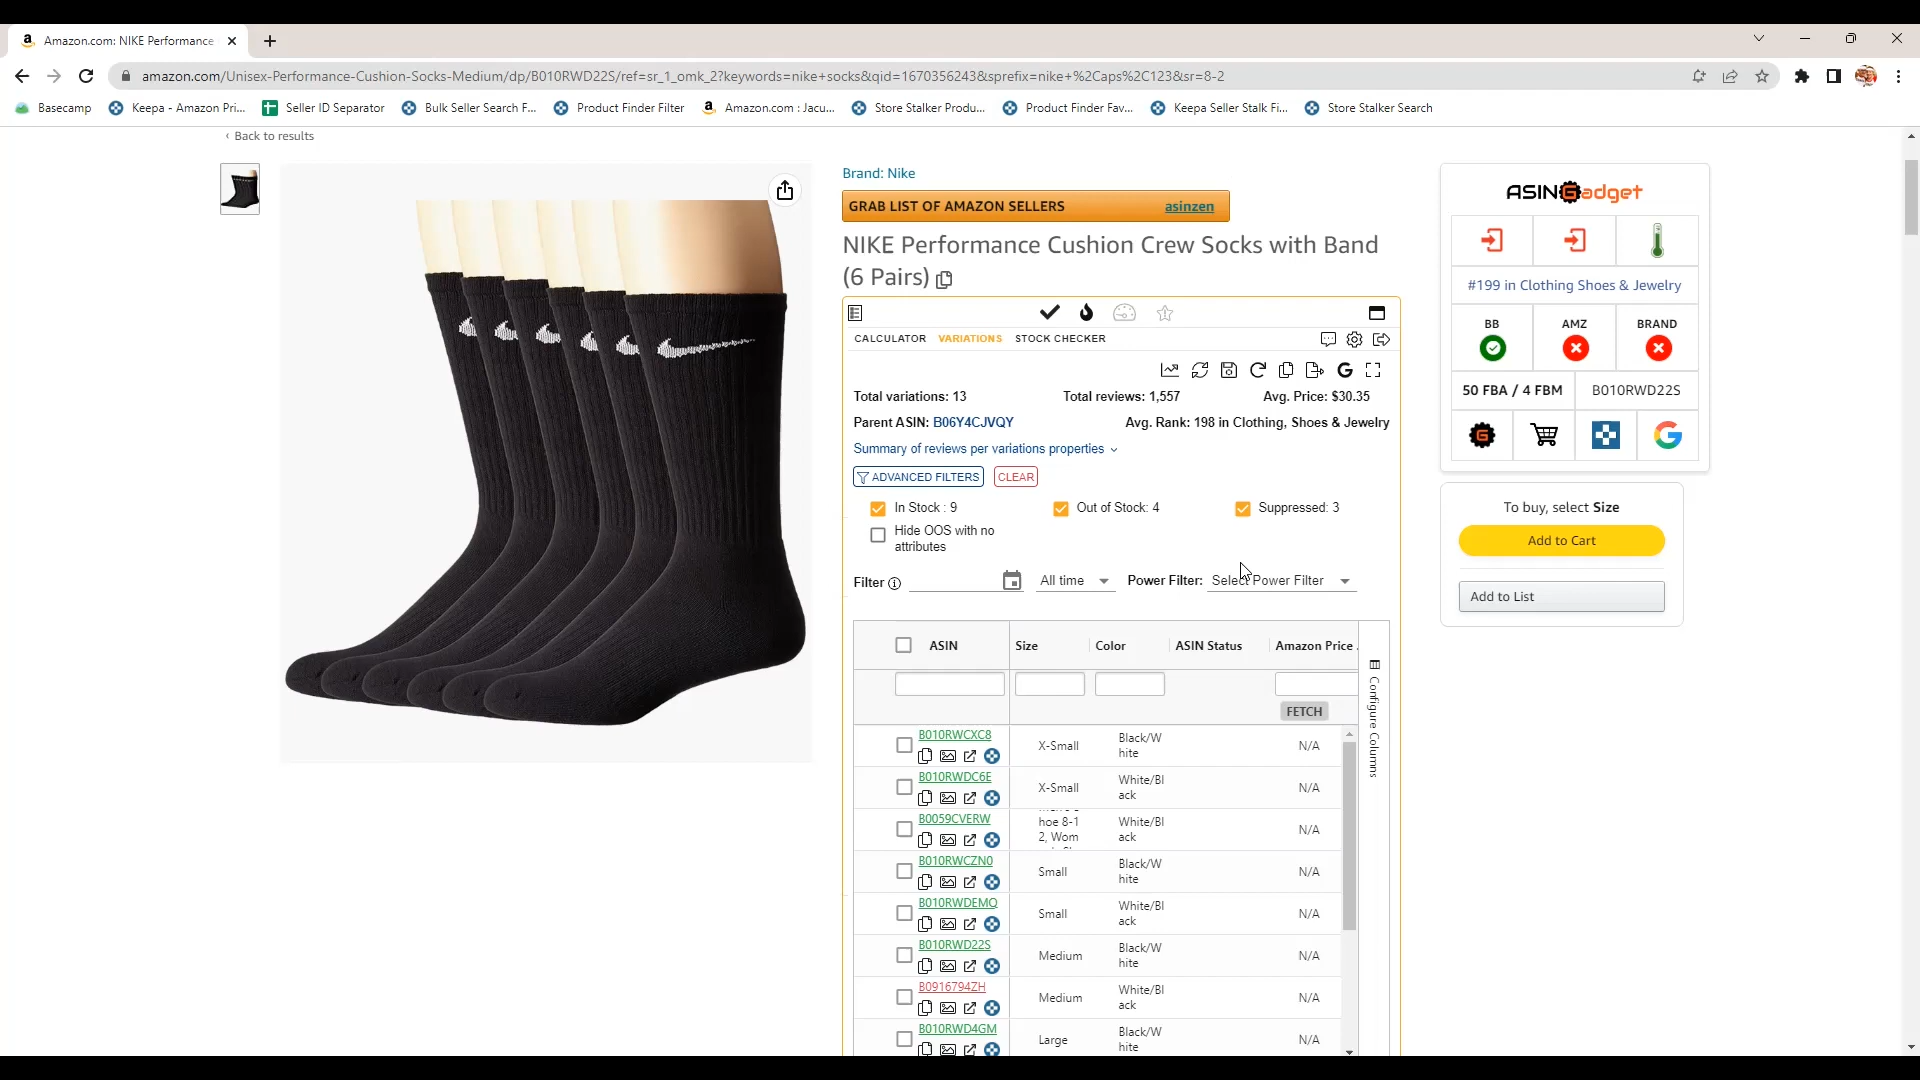 Amazon.com: NIKE Performance
amazon.com/Unisex-Performance-Cushion-Socks-Medium/dp/B010RWD22S/ref=sr_1_omk_2?keywords=nike+socks&qid=1670356243&sprefix=nike+%2Caps%2C123&sr=8-2
Basecamp Keepa - Amazon Pri... Seller ID Separator Bulk Seller Search F... Product Finder Filter Amazon.com : Jacu... Store Stalker Produ... Product Finder Fav... Keepa Seller Stalk Fi... Store Stalker Search
‹ Back to results
Brand: Nike
GRAB LIST OF AMAZON SELLERS asinzen
NIKE Performance Cushion Crew Socks with Band
(6 Pairs)
CALCULATOR VARIATIONS STOCK CHECKER
Total variations: 13 Total reviews: 1,557 Avg. Price: $30.35
Parent ASIN: B06Y4CJVQY Avg. Rank: 198 in Clothing, Shoes & Jewelry
Summary of reviews per variations properties
ADVANCED FILTERS CLEAR
In Stock : 9 Out of Stock: 4 Suppressed: 3
Hide OOS with no
attributes
Filter All time Power Filter: Select Power Filter
ASIN Size Color ASIN Status Amazon Price
FETCH
Configure Columns
B010RWCXC8 X-Small Black/W
hite N/A
B010RWDC6E X-Small White/Bl
ack N/A
B0059CVERW hoe 8-1
2, Wom White/Bl
ack N/A
B010RWCZN0 Small Black/W
hite N/A
B010RWDEMQ Small White/Bl
ack N/A
B010RWD22S Medium Black/W
hite N/A
B0916794ZH Medium White/Bl
ack N/A
B010RWD4GM Large Black/W
hite N/A
ASINGadget
#199 in Clothing Shoes & Jewelry
BB AMZ BRAND
50 FBA / 4 FBM B010RWD22S
To buy, select Size
Add to Cart
Add to List